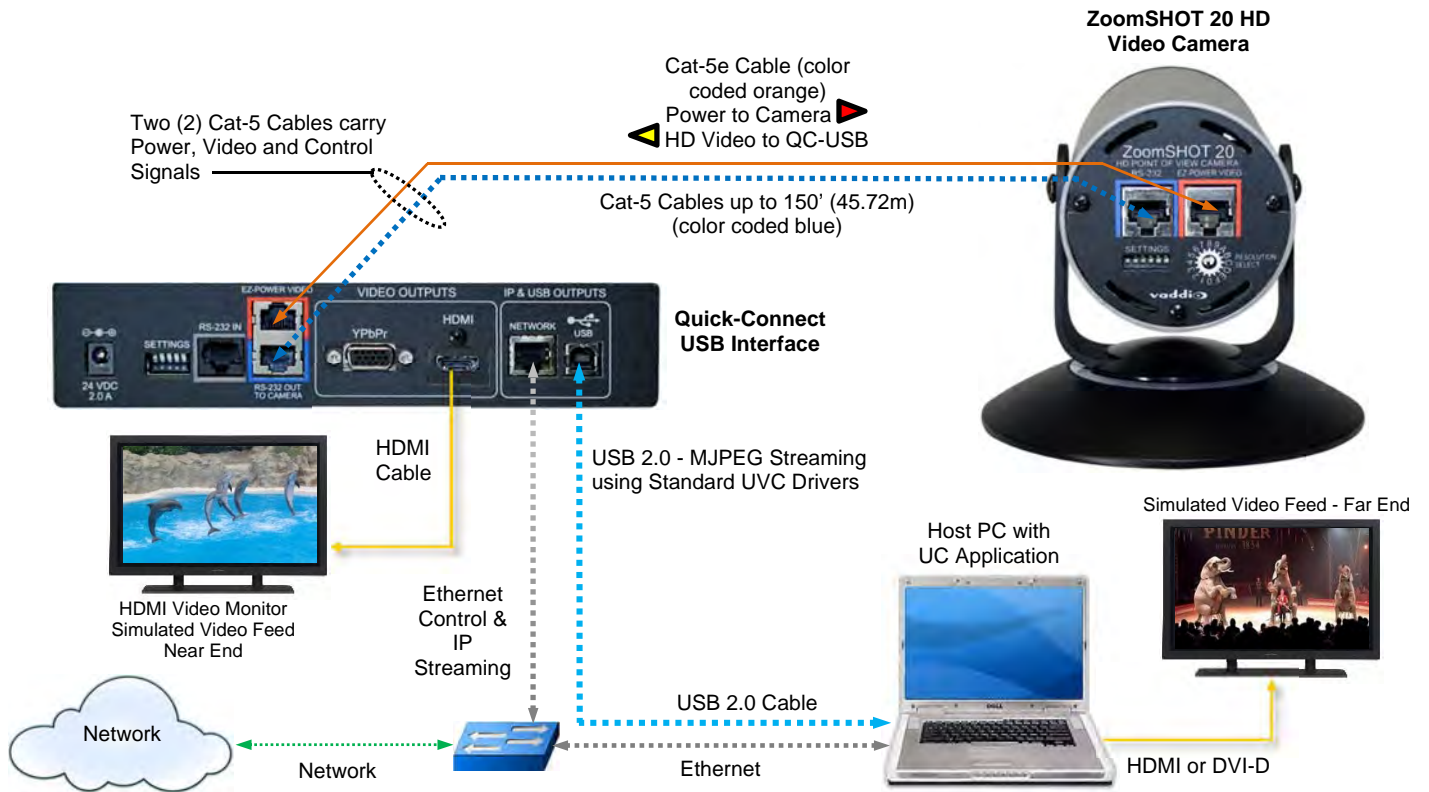 ZoomSHOT 20 HD
Video Camera
Cat-5e Cable (color
coded orange)
Power to Camera
HD Video to QC-USB
Two (2) Cat-5 Cables carry
Power, Video and Control
Signals
Cat-5 Cables up to 150' (45.72m)
(color coded blue)
ZoomSHOT 20
HD POINT OF VIEW CAMERA
RS-232
EZ-POWER VIDEO
SETTINGS
RESOLUTION
SELECT
vaddio
EZ-POWER VIDEO
VIDEO OUTPUTS
IP & USB OUTPUTS
RS-232 IN
YPbPr
HDMI
NETWORK
USB
SETTINGS
24 VDC
2.0 A
RS-232 OUT
TO CAMERA
Quick-Connect
USB Interface
HDMI
Cable
USB 2.0 - MJPEG Streaming
using Standard UVC Drivers
Simulated Video Feed - Far End
PINDER
1854
Host PC with
UC Application
HDMI Video Monitor
Simulated Video Feed
Near End
Ethernet
Control &
IP
Streaming
DELL
USB 2.0 Cable
Network
Network
Ethernet
HDMI or DVI-D